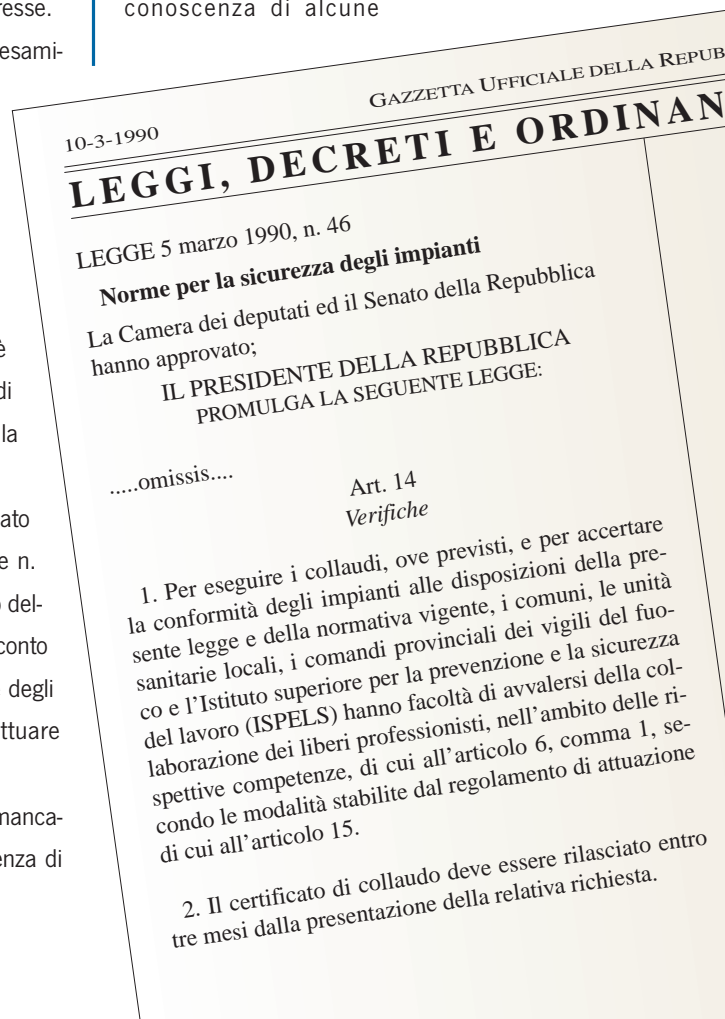 resse.
esami-
è
di
la
ato
e n.
del-
conto
degli
ttuare
manca-
enza di
conoscenza di alcune
10-3-1990
GAZZETTA UFFICIALE DELLA REPUB
LEGGI, DECRETI E ORDINAN
LEGGE 5 marzo 1990, n. 46
Norme per la sicurezza degli impianti
La Camera dei deputati ed il Senato della Repubblica
hanno approvato;
IL PRESIDENTE DELLA REPUBBLICA
PROMULGA LA SEGUENTE LEGGE:
.....omissis....
Art. 14
Verifiche
1. Per eseguire i collaudi, ove previsti, e per accertare
la conformità degli impianti alle disposizioni della pre-
sente legge e della normativa vigente, i comuni, le unità
sanitarie locali, i comandi provinciali dei vigili del fuo-
co e l'Istituto superiore per la prevenzione e la sicurezza
del lavoro (ISPELS) hanno facoltà di avvalersi della col-
laborazione dei liberi professionisti, nell'ambito delle ri-
spettive competenze, di cui all'articolo 6, comma 1, se-
condo le modalità stabilite dal regolamento di attuazione
di cui all'articolo 15.
2. Il certificato di collaudo deve essere rilasciato entro
tre mesi dalla presentazione della relativa richiesta.